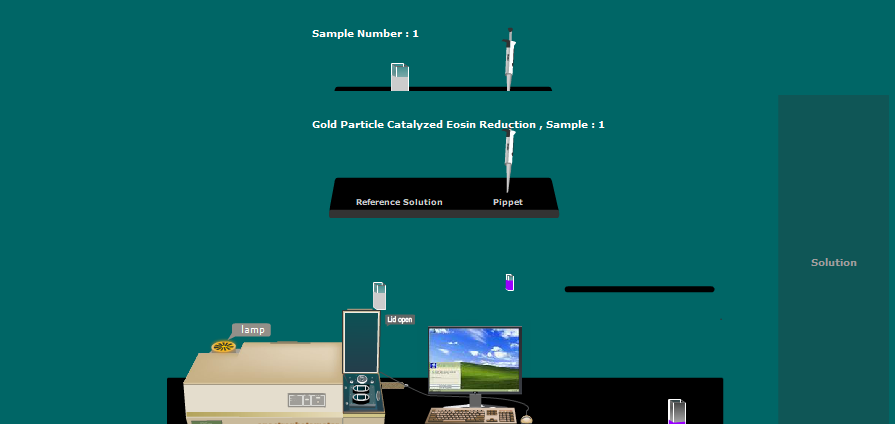 Sample Number : 1
Gold Particle Catalyzed Eosin Reduction , Sample : 1
Reference Solution
Pippet
Solution
Lid open
lamp